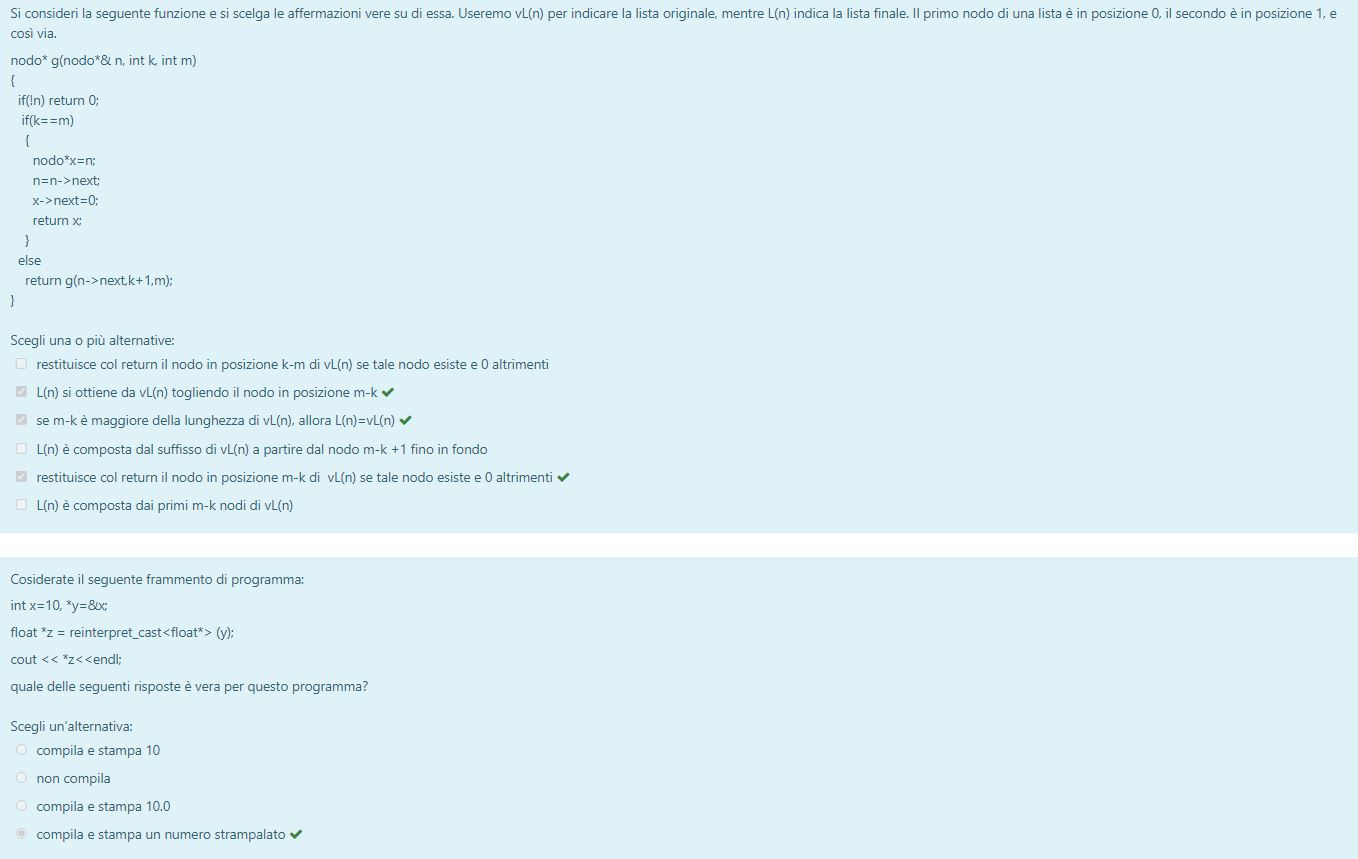 Si consideri la seguente funzione e si scelga le affermazioni vere su di essa. Useremo vL(n) per indicare la lista originale, mentre L(n) indica la lista finale. Il primo nodo di una lista è in posizione 0, il secondo è in posizione 1, e
così via.
nodo* g(nodo*& n, int k, int m)
{
if(!n) return 0;
if(k==m)
{
nodo*x=n;
n=n->next;
x->next=0;
return x;
}
else
return g(n->next,k+1,m);
}
Scegli una o più alternative:
restituisce col return il nodo in posizione k-m di vL(n) se tale nodo esiste e 0 altrimenti
L(n) si ottiene da vL(n) togliendo il nodo in posizione m-k ✔
se m-k è maggiore della lunghezza di vL(n), allora L(n)=vL(n) ✔
L(n) è composta dal suffisso di vL(n) a partire dal nodo m-k +1 fino in fondo
restituisce col return il nodo in posizione m-k di vL(n) se tale nodo esiste e 0 altrimenti ✔
L(n) è composta dai primi m-k nodi di vL(n)
Cosiderate il seguente frammento di programma:
int x=10, *y=&x;
float *z = reinterpret_cast<float*> (y);
cout << *z<<endl;
quale delle seguenti risposte è vera per questo programma?
Scegli un'alternativa:
compila e stampa 10
non compila
compila e stampa 10.0
compila e stampa un numero strampalato ✔